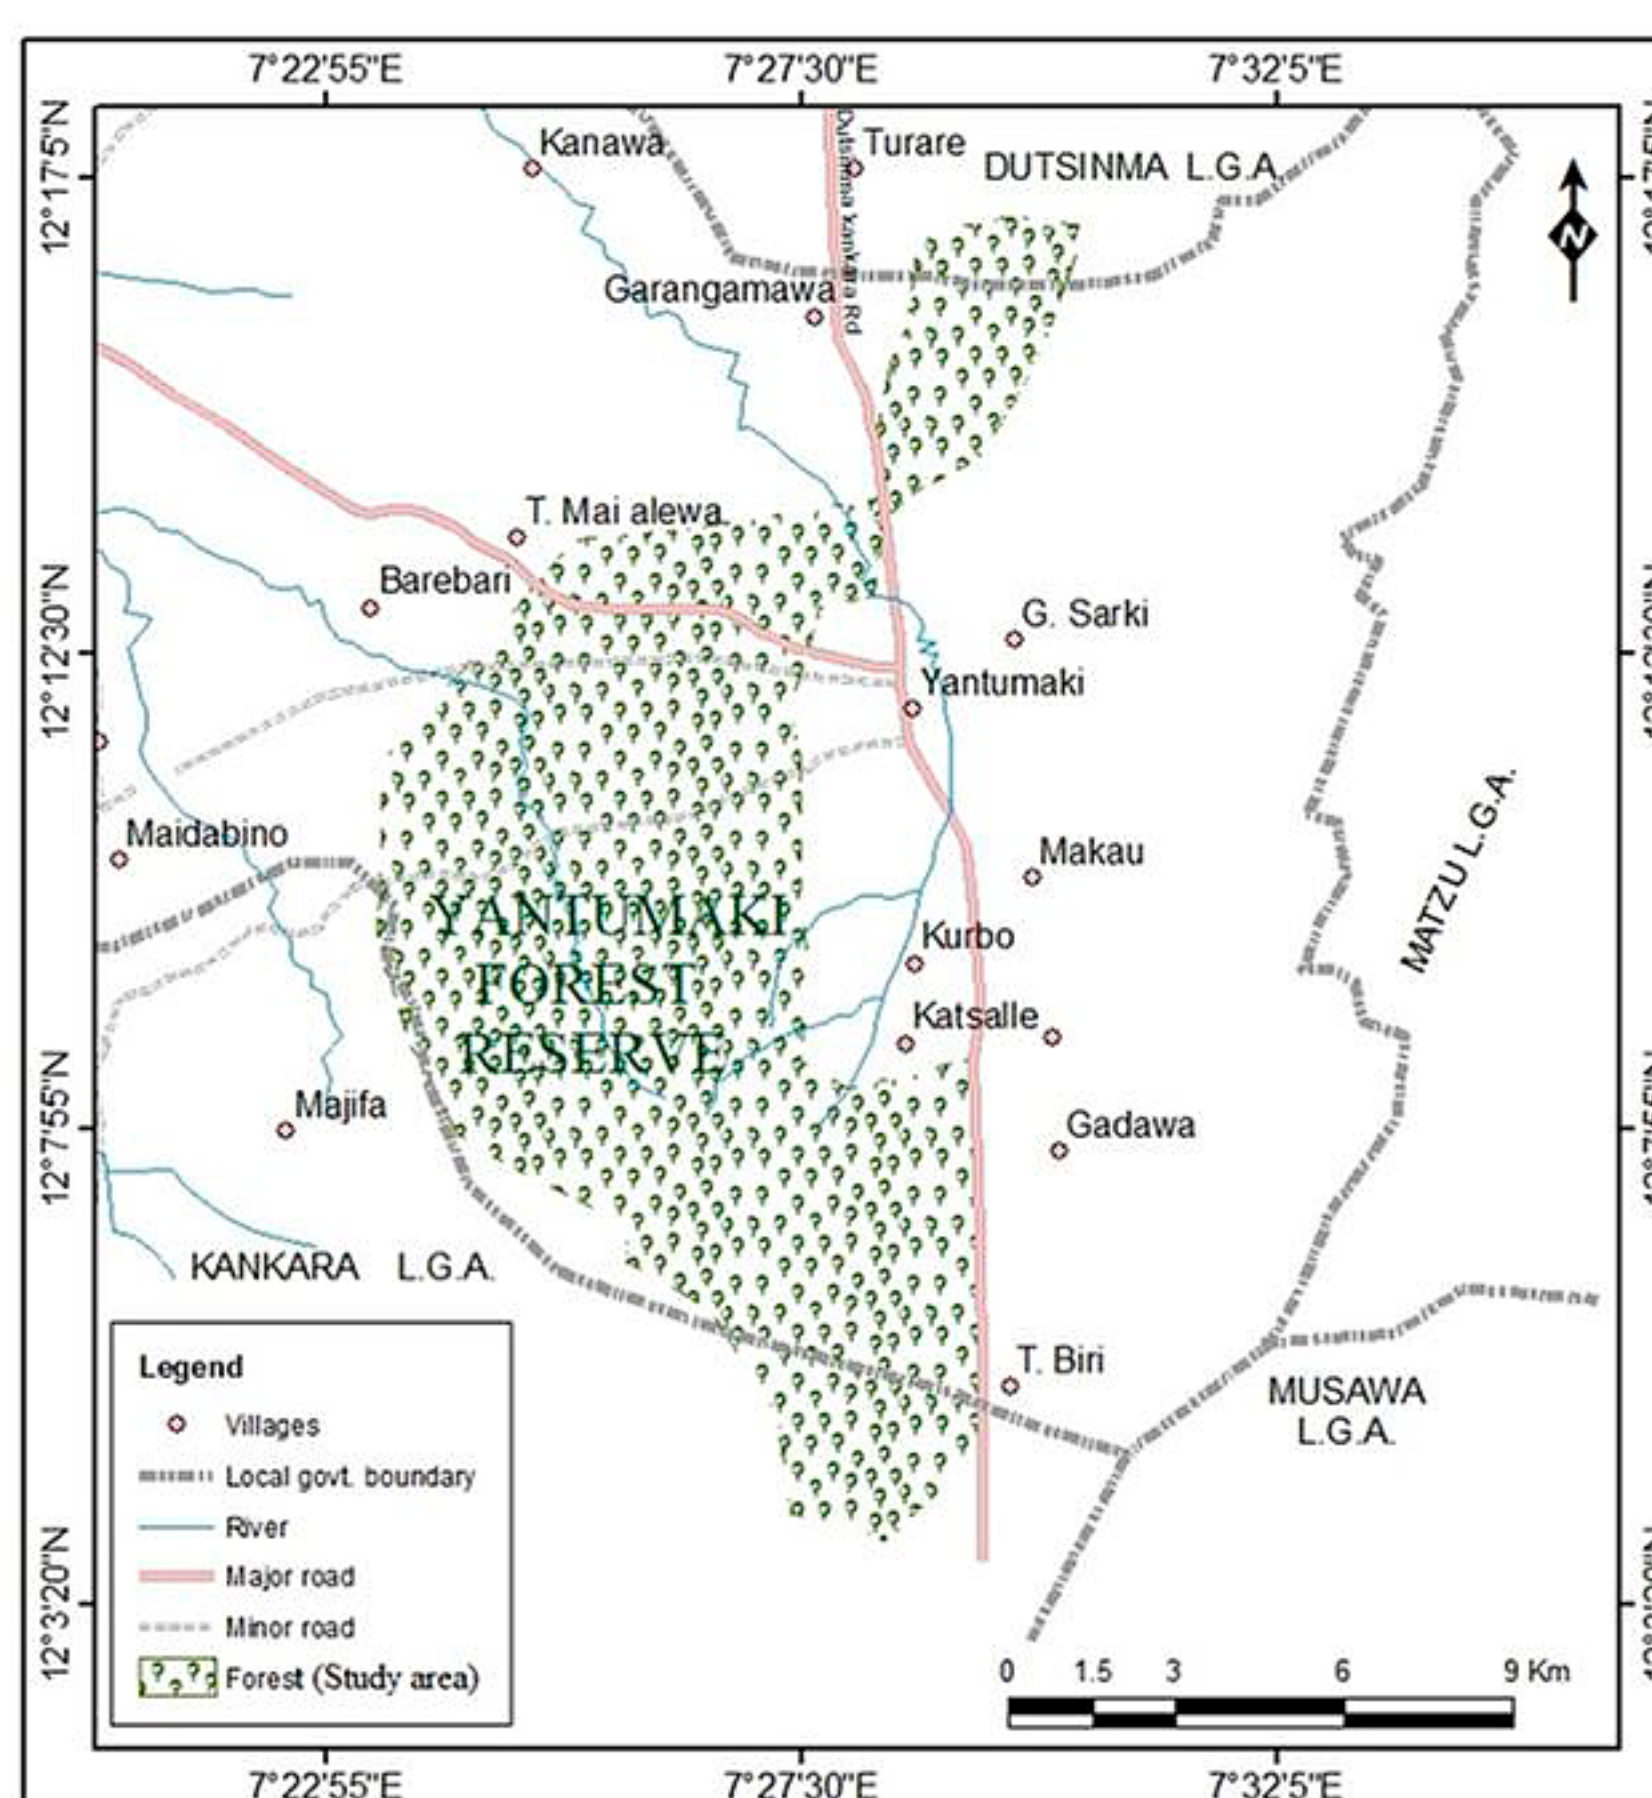 7°22'55"E 7°27'30"E 7°32'5"E
12°17'5"N
Kanawa
Turare
DUTSINMA L.G.A.
N
Dutsinma Kankara Rd
Garangamawa
T. Mai alewa
12°12'30"N
Barebari
G. Sarki
Yantumaki
Maidabino
Makau
MATZU L.G.A.
YANTUMAKI
FOREST
RESERVE
Kurbo
Katsalle
12°7'55"N
Majifa
Gadawa
KANKARA L.G.A.
T. Biri
MUSAWA
L.G.A.
Legend
Villages
Local govt. boundary
River
Major road
Minor road
Forest (Study area)
12°3'20"N
0 1.5 3 6 9 Km
7°22'55"E 7°27'30"E 7°32'5"E